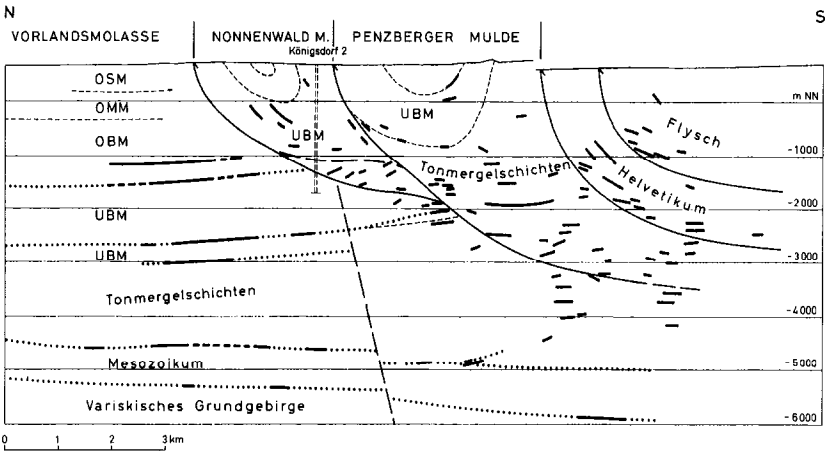 N S
VORLANDSMOLASSE NONNENWALD M. PENZBERGER MULDE
Königsdorf 2
OSM
m NN
OMM
UBM
UBM
Flysch
OBM
-1000
Tonmergelschichten
Helvetikum
-2000
UBM
UBM
-3000
Tonmergelschichten
-4000
Mesozoikum
-5000
Variskisches Grundgebirge
-6000
0 1 2 3 km